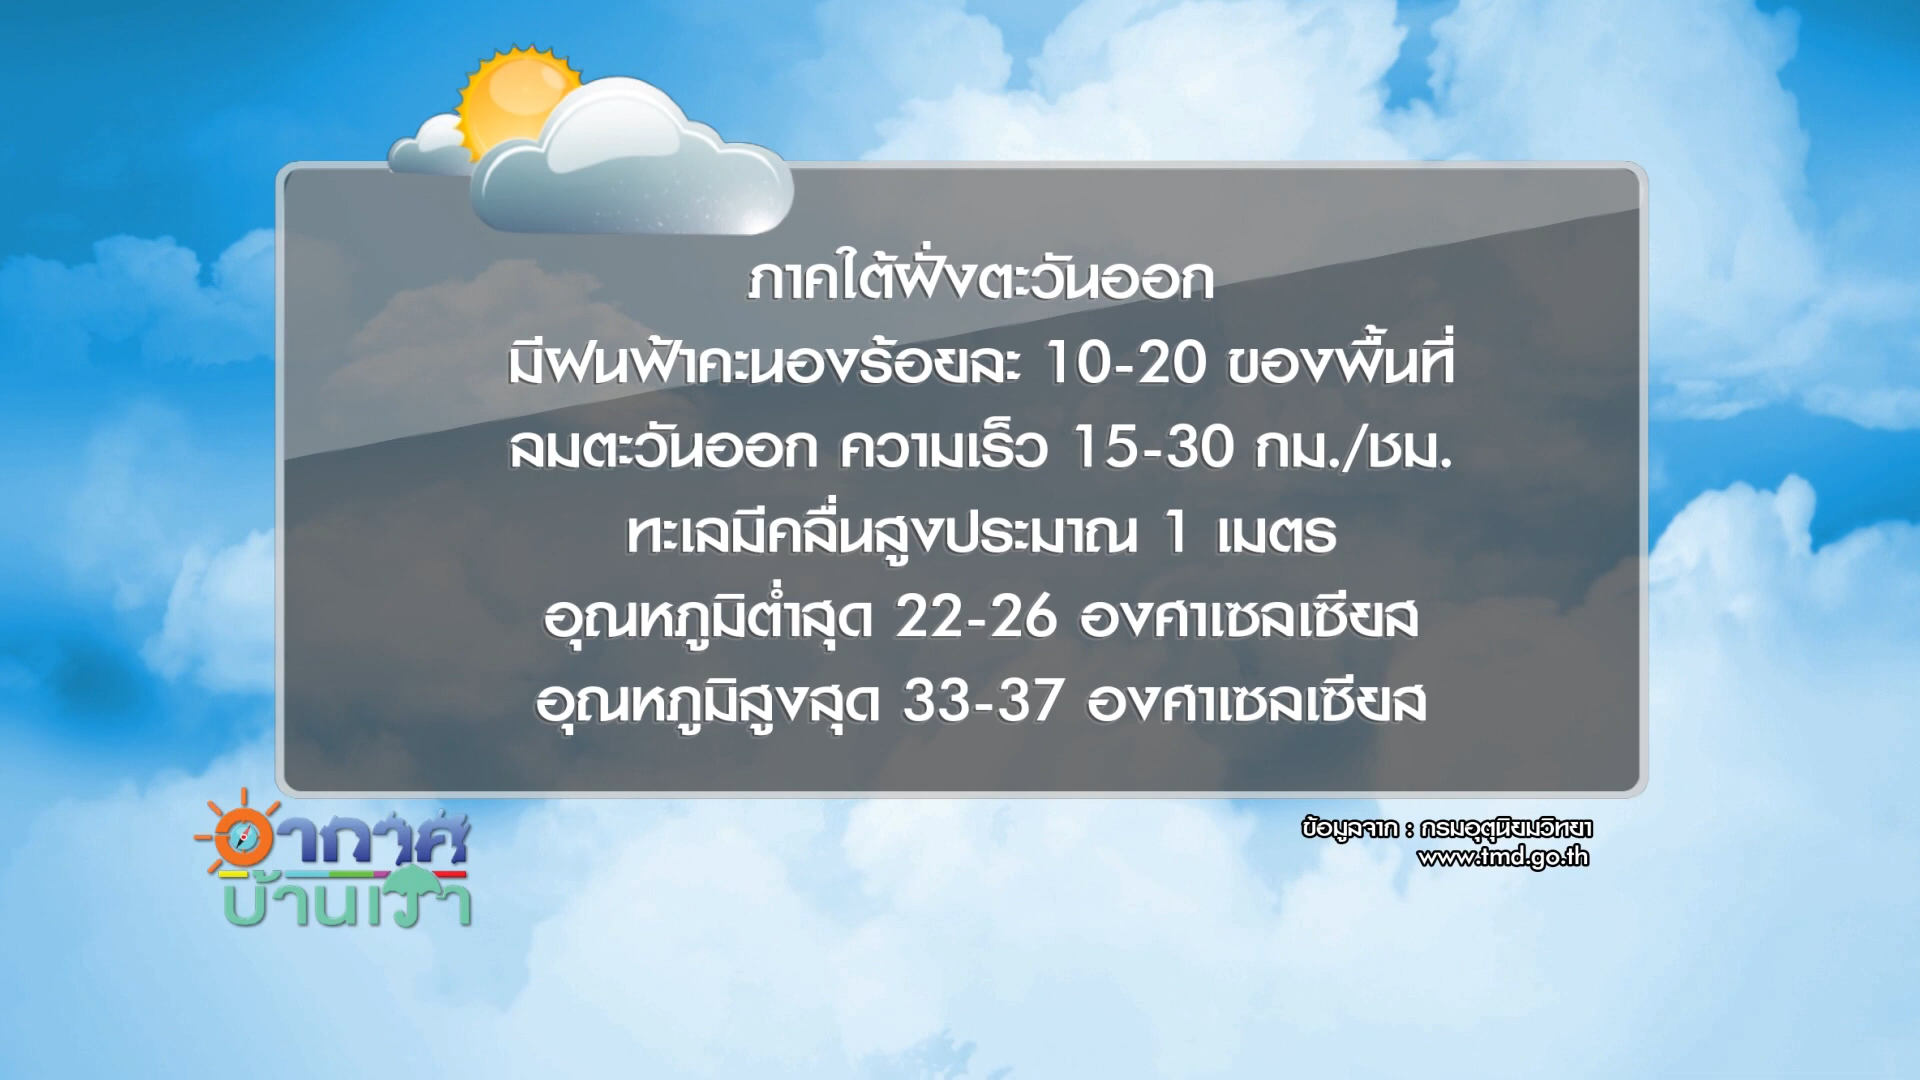 ภาคใต้ฝั่งตะวันออก
มีฝนฟ้าคะนองร้อยละ 10-20 ของพื้นที่
ลมตะวันออก ความเร็ว 15-30 กม./ชม.
ทะเลมีคลื่นสูงประมาณ 1 เมตร
อุณหภูมิต่ำสุด 22-26 องศาเซลเซียส
อุณหภูมิสูงสุด 33-37 องศาเซลเซียส
อากาศ
บ้านเรา
ข้อมูลจาก : กรมอุตุนิยมวิทยา
www.tmd.go.th